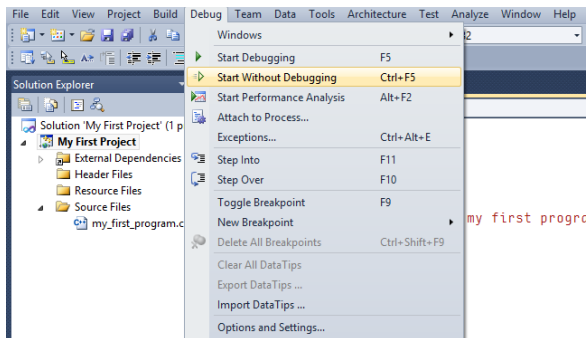 File Edit View Project Build Debug Team Data Tools Architecture Test Analyze Window Help
Windows
Start Debugging F5
Solution Explorer
Start Without Debugging Ctrl+F5
Start Performance Analysis Alt+F2
Attach to Process...
Solution 'My First Project' (1 p
Exceptions... Ctrl+Alt+E
My First Project
External Dependencies
Step Into F11
Header Files
Resource Files
Step Over F10
Source Files
Toggle Breakpoint F9
my_first_program.c
New Breakpoint
my first progra
Delete All Breakpoints Ctrl+Shift+F9
Clear All DataTips
Export DataTips ...
Import DataTips ...
Options and Settings...